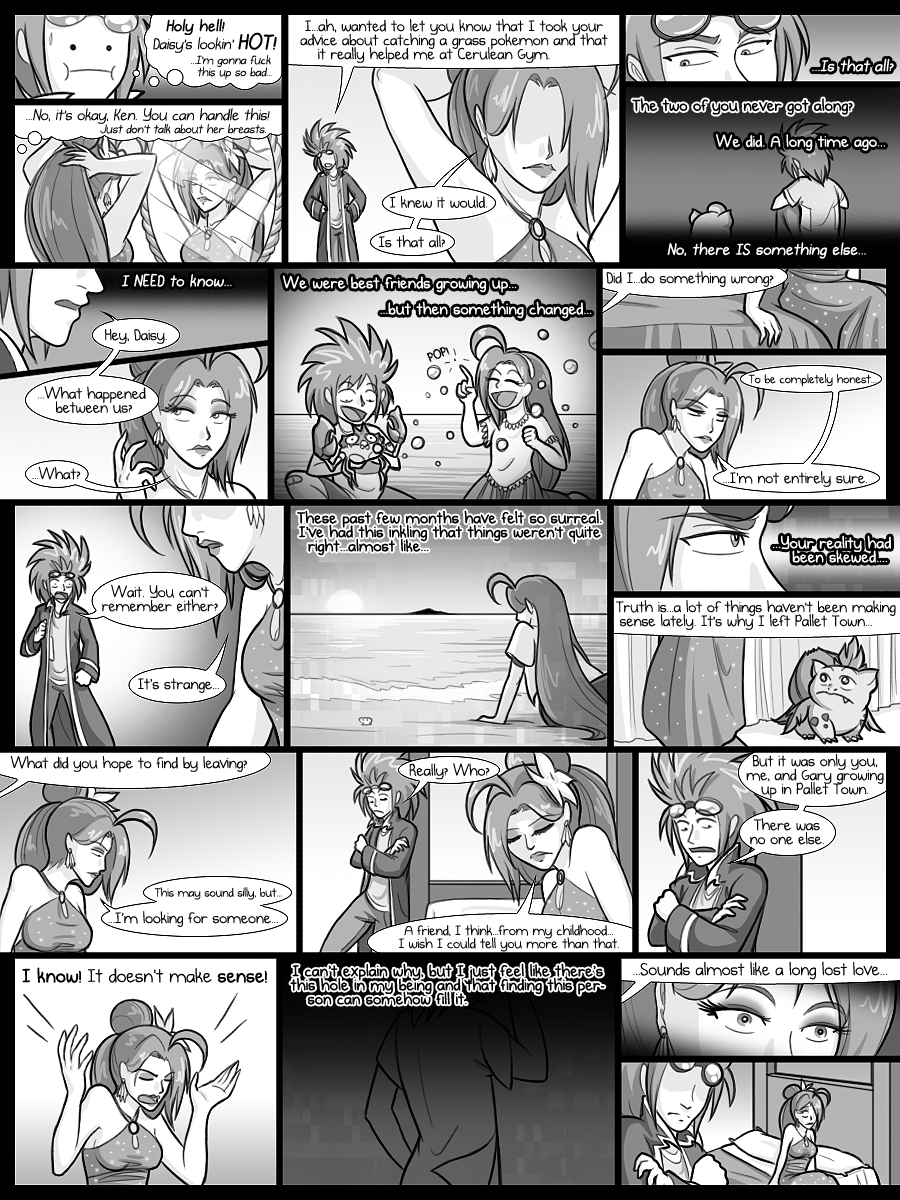 Holy hell!
Daisy's lookin' HOT!
...I'm gonna fuck
this up so bad...
...No, it's okay, Ken. You can handle this!
Just don't talk about her breasts.
I...ah, wanted to let you know that I took your
advice about catching a grass pokemon and that
it really helped me at Cerulean Gym.
I knew it would.
Is that all?
...Is that all?
The two of you never got along?
We did. A long time ago...
No, there IS something else...
I NEED to know...
Hey, Daisy.
...What happened
between us?
...What?
We were best friends growing up...
...but then something changed...
POP!
Did I...do something wrong?
To be completely honest...
...I'm not entirely sure.
Wait. You can't
remember either?
It's strange...
These past few months have felt so surreal.
I've had this inkling that things weren't quite
right...almost like...
...Your reality had
been skewed....
Truth is...a lot of things haven't been making
sense lately. It's why I left Pallet Town...
What did you hope to find by leaving?
This may sound silly, but...
...I'm looking for someone...
Really? Who?
A friend, I think...from my childhood...
I wish I could tell you more than that.
But it was only you,
me, and Gary growing
up in Pallet Town.
There was
no one else.
I know! It doesn't make sense!
I can't explain why, but I just feel like there's
this hole in my being and that finding this per-
son can somehow fill it.
...Sounds almost like a long lost love...